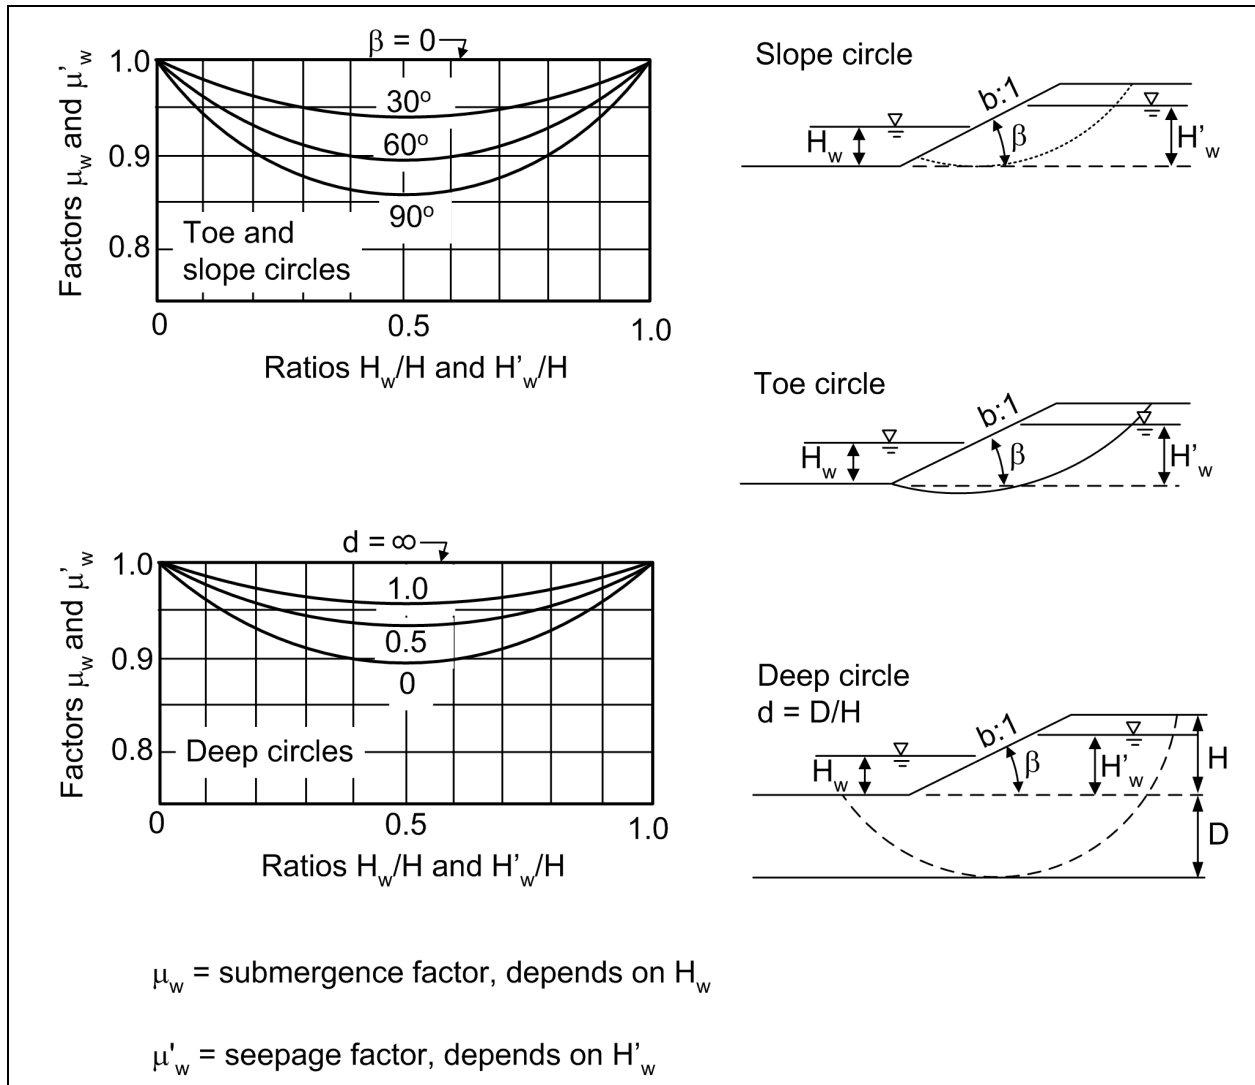 β = 0
Factors μw and μ'w
1.0
0.9
0.8
30º
60º
90º
Toe and
slope circles
0
0.5
1.0
Ratios Hw/H and H'w/H
Slope circle
b:1
Hw
β
H'w
Toe circle
b:1
Hw
β
H'w
d = ∞
Factors μw and μ'w
1.0
0.9
0.8
1.0
0.5
0
Deep circles
0
0.5
1.0
Ratios Hw/H and H'w/H
Deep circle
d = D/H
b:1
Hw
β
H'w
H
D
μw = submergence factor, depends on Hw
μ'w = seepage factor, depends on H'w